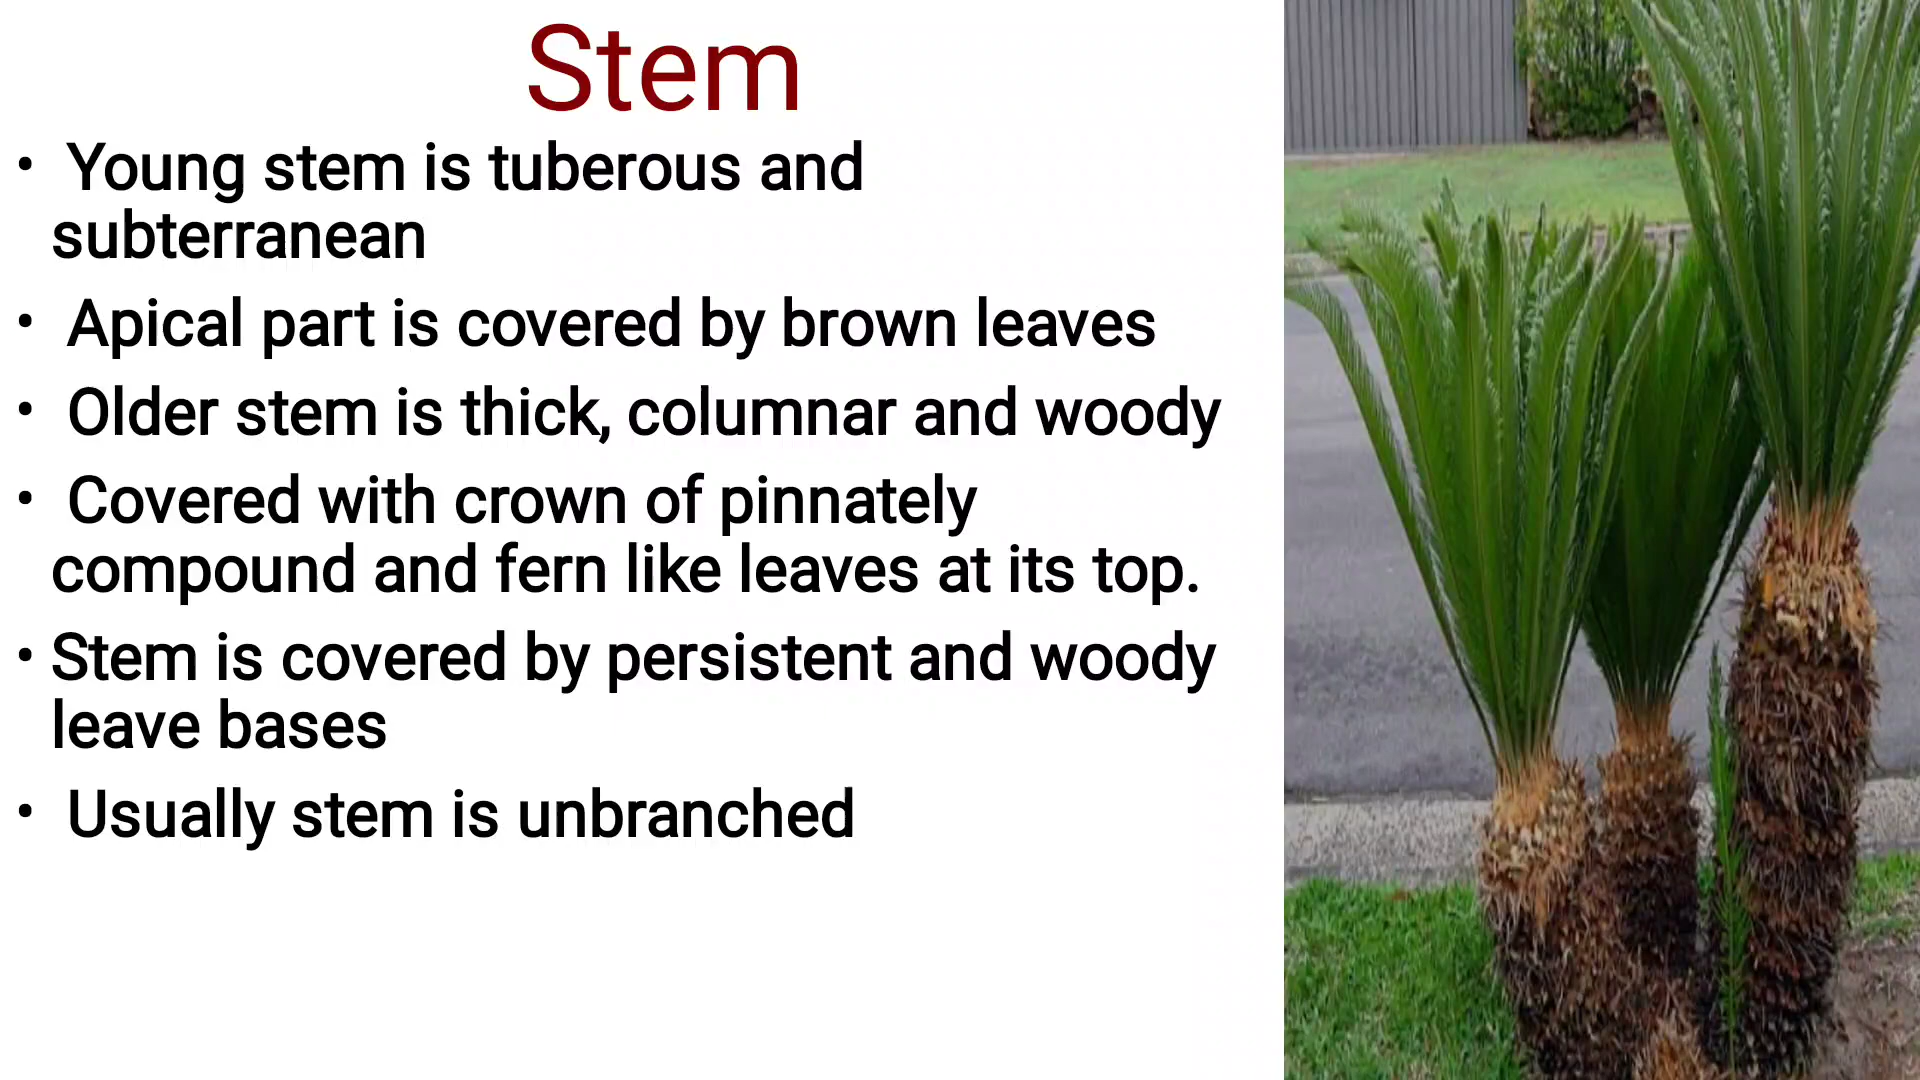 Stem
• Young stem is tuberous and
subterranean
• Apical part is covered by brown leaves
• Older stem is thick, columnar and woody
• Covered with crown of pinnately
compound and fern like leaves at its top.
• Stem is covered by persistent and woody
leave bases
• Usually stem is unbranched